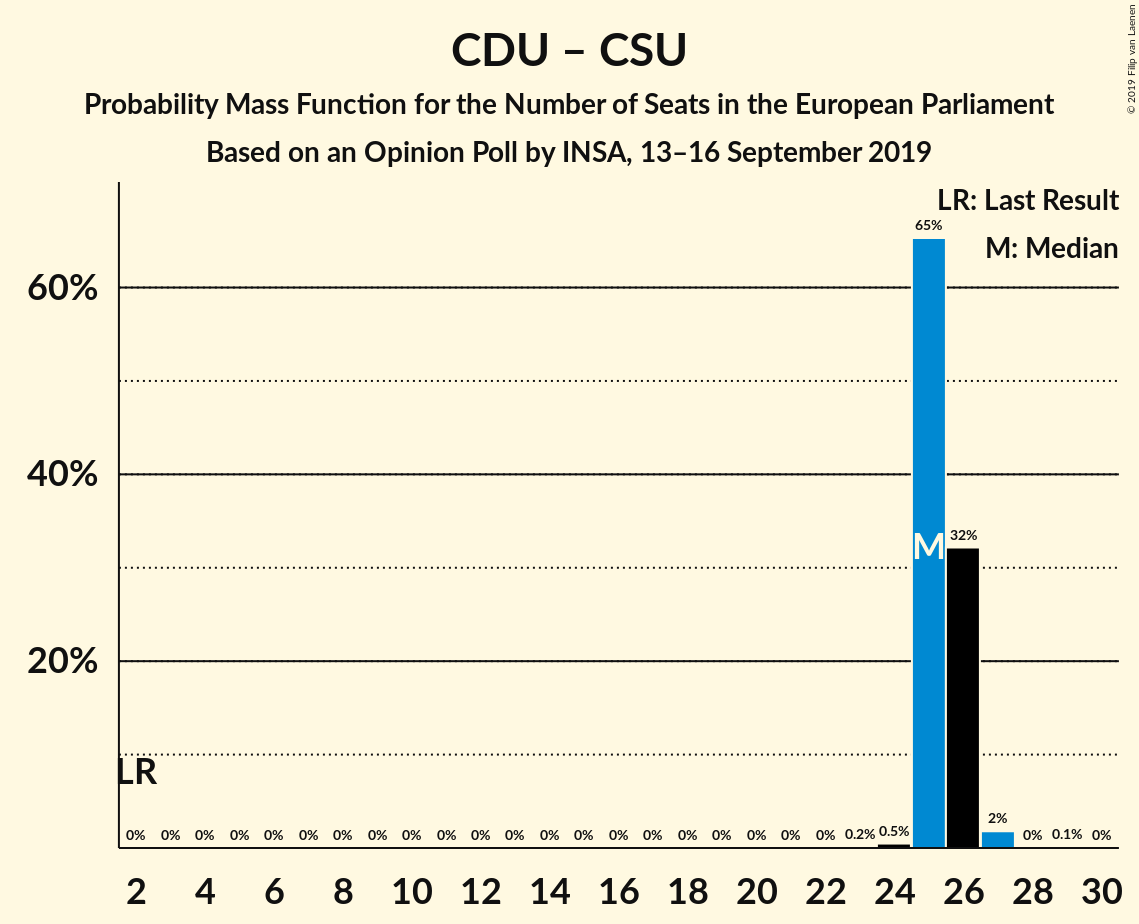 CDU – CSU
Probability Mass Function for the Number of Seats in the European Parliament
Based on an Opinion Poll by INSA, 13–16 September 2019
© 2019 Filip van Laenen
LR: Last Result
M: Median
65%
60%
40%
M
32%
20%
LR
2%
0% 0% 0% 0% 0% 0% 0% 0% 0% 0% 0% 0% 0% 0% 0% 0% 0% 0% 0% 0% 0% 0.2% 0.5% 0% 0.1% 0%
2 4 6 8 10 12 14 16 18 20 22 24 26 28 30